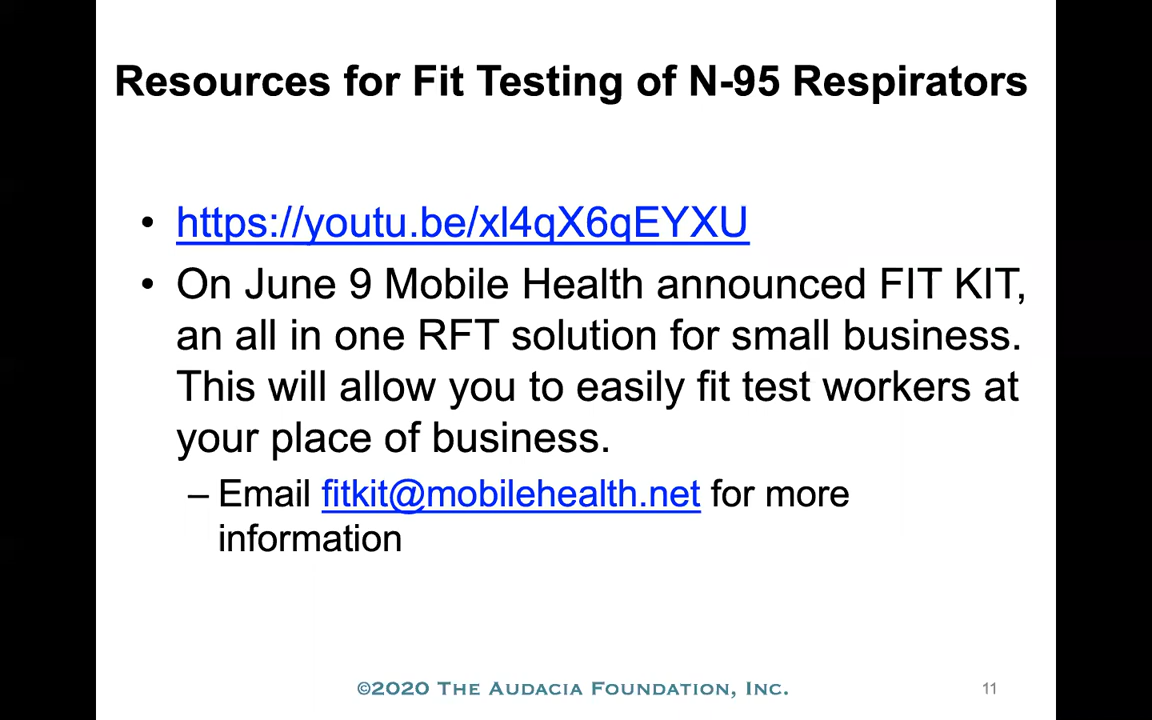 Resources for Fit Testing of N-95 Respirators
• https://youtu.be/xl4qX6qEYXU
• On June 9 Mobile Health announced FIT KIT,
an all in one RFT solution for small business.
This will allow you to easily fit test workers at
your place of business.
– Email fitkit@mobilehealth.net for more
information
©2020 The Audacia Foundation, Inc.
11